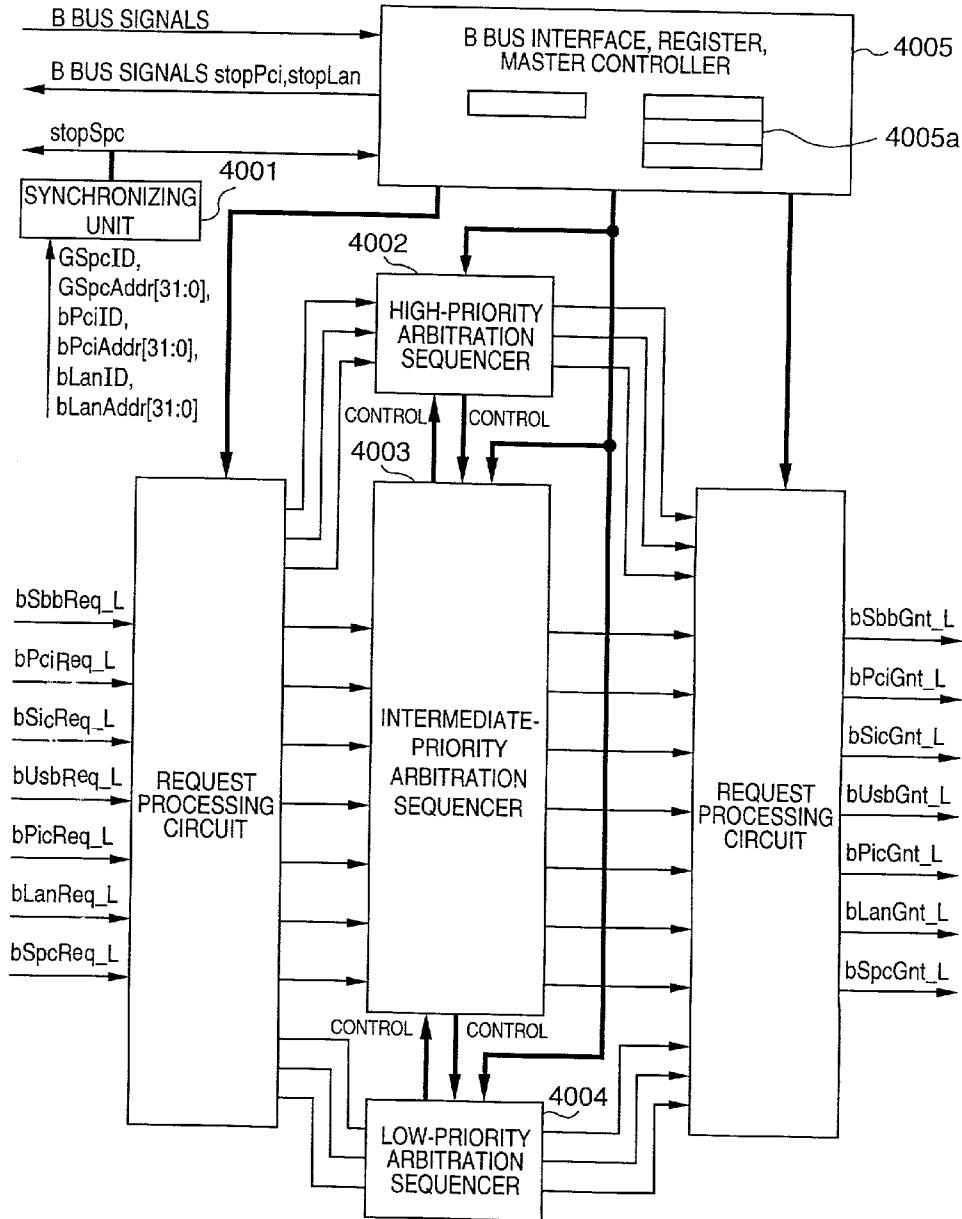 B BUS SIGNALS
B BUS INTERFACE, REGISTER,
MASTER CONTROLLER
4005
B BUS SIGNALS stopPci,stopLan
4005a
stopSpc
4001
SYNCHRONIZING
UNIT
GSpcID,
GSpcAddr[31:0],
bPciID,
bPciAddr[31:0],
bLanID,
bLanAddr[31:0]
4002
HIGH-PRIORITY
ARBITRATION
SEQUENCER
CONTROL
CONTROL
4003
bSbbReq_L
bPciReq_L
bSicReq_L
bUsbReq_L
bPicReq_L
bLanReq_L
bSpcReq_L
REQUEST
PROCESSING
CIRCUIT
INTERMEDIATE-
PRIORITY
ARBITRATION
SEQUENCER
REQUEST
PROCESSING
CIRCUIT
bSbbGnt_L
bPciGnt_L
bSicGnt_L
bUsbGnt_L
bPicGnt_L
bLanGnt_L
bSpcGnt_L
CONTROL
CONTROL
4004
LOW-PRIORITY
ARBITRATION
SEQUENCER